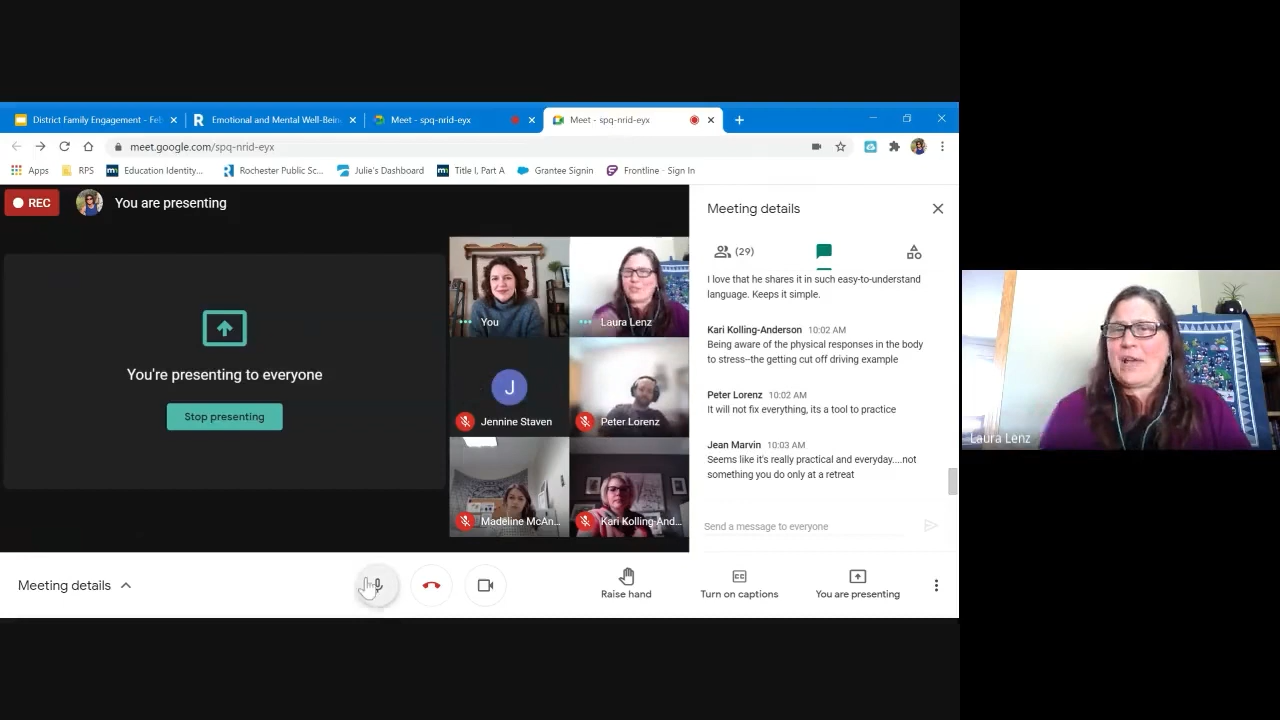 District Family Engagement - Feb
Emotional and Mental Well-Being
Meet - spq-nrid-eyx
Meet - spq-nrid-eyx
meet.google.com/spq-nrid-eyx
Apps
RPS
Education Identity...
Rochester Public Sc...
Julie's Dashboard
Title I, Part A
Grantee Signin
Frontline - Sign In
REC
You are presenting
You're presenting to everyone
Stop presenting
You
Laura Lenz
J
Jennine Staven
Peter Lorenz
Madeline McAn...
Kari Kolling-And...
Meeting details
(29)
I love that he shares it in such easy-to-understand
language. Keeps it simple.
Kari Kolling-Anderson 10:02 AM
Being aware of the physical responses in the body
to stress--the getting cut off driving example
Peter Lorenz 10:02 AM
It will not fix everything, its a tool to practice
Jean Marvin 10:03 AM
Seems like it's really practical and everyday....not
something you do only at a retreat
Send a message to everyone
Meeting details
Raise hand
Turn on captions
You are presenting
Laura Lenz